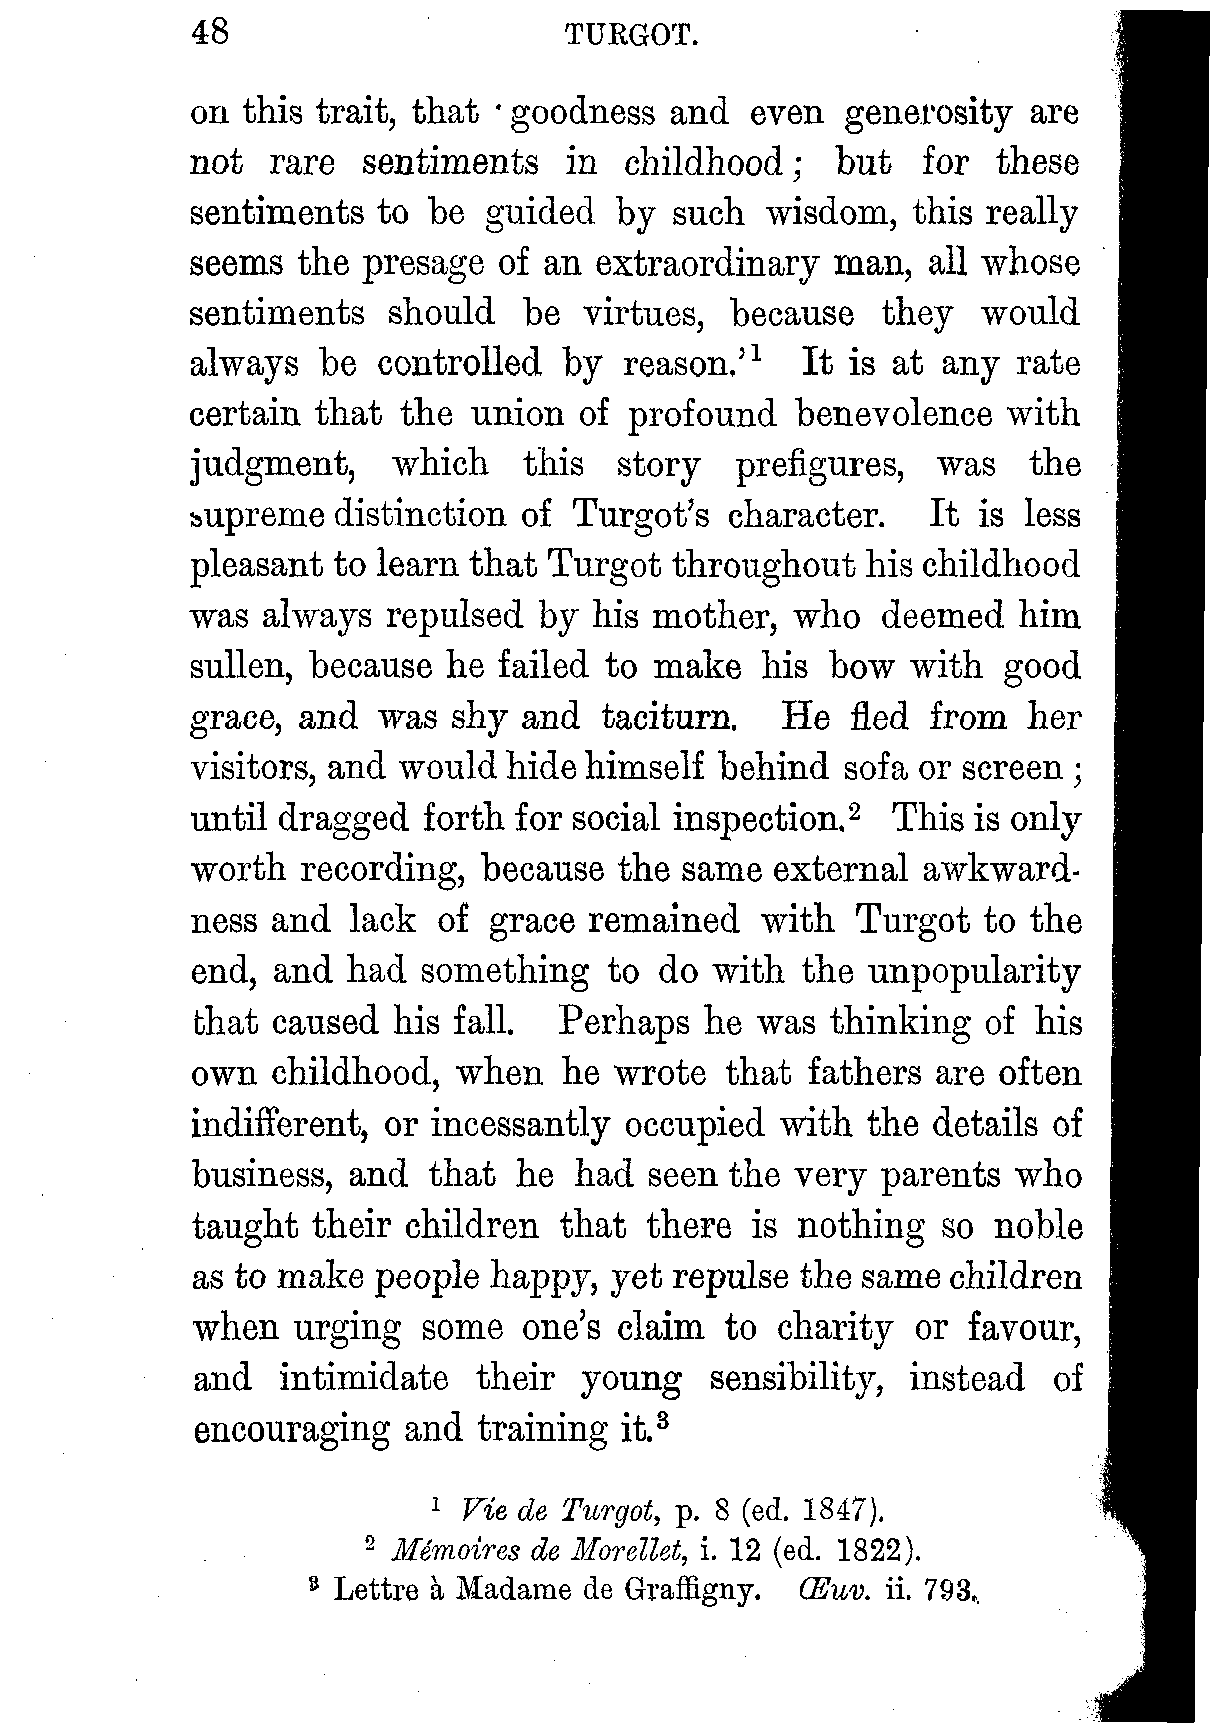 48 TURGOT.
on this trait, that ‘goodness and even generosity are
not rare sentiments in childhood; but for these
sentiments to be guided by such wisdom, this really
seems the presage of an extraordinary man, all whose
sentiments should be virtues, because they would
always be controlled by reason.’¹ It is at any rate
certain that the union of profound benevolence with
judgment, which this story prefigures, was the
supreme distinction of Turgot's character. It is less
pleasant to learn that Turgot throughout his childhood
was always repulsed by his mother, who deemed him
sullen, because he failed to make his bow with good
grace, and was shy and taciturn. He fled from her
visitors, and would hide himself behind sofa or screen;
until dragged forth for social inspection.² This is only
worth recording, because the same external awkward-
ness and lack of grace remained with Turgot to the
end, and had something to do with the unpopularity
that caused his fall. Perhaps he was thinking of his
own childhood, when he wrote that fathers are often
indifferent, or incessantly occupied with the details of
business, and that he had seen the very parents who
taught their children that there is nothing so noble
as to make people happy, yet repulse the same children
when urging some one's claim to charity or favour,
and intimidate their young sensibility, instead of
encouraging and training it.³
¹ Vie de Turgot, p. 8 (ed. 1847).
² Mémoires de Morellet, i. 12 (ed. 1822).
³ Lettre à Madame de Graffigny. Œuv. ii. 793.